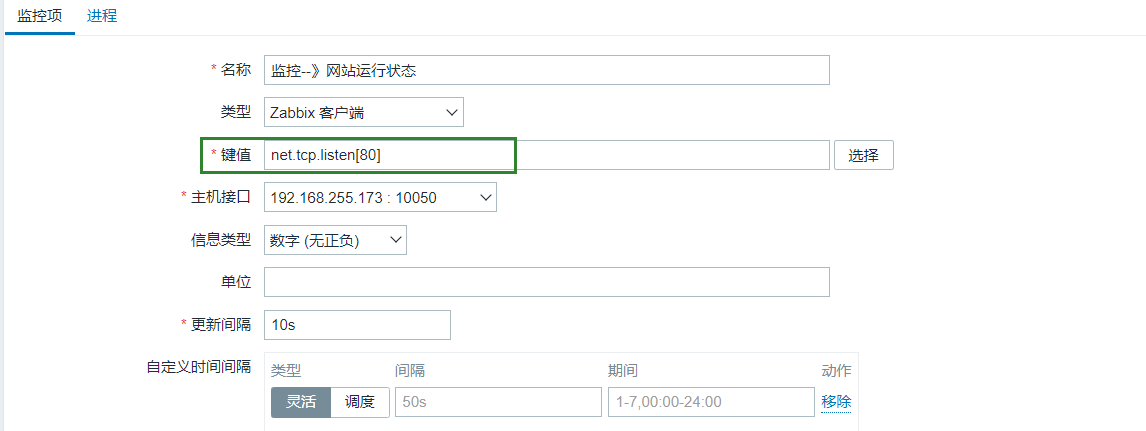 监控项 进程
* 名称 监控--》网站运行状态
类型 Zabbix 客户端
* 键值 net.tcp.listen[80] 选择
* 主机接口 192.168.255.173 : 10050
信息类型 数字 (无正负)
单位
* 更新间隔 10s
自定义时间间隔 类型 间隔 期间 动作
灵活 调度 50s 1-7,00:00-24:00 移除